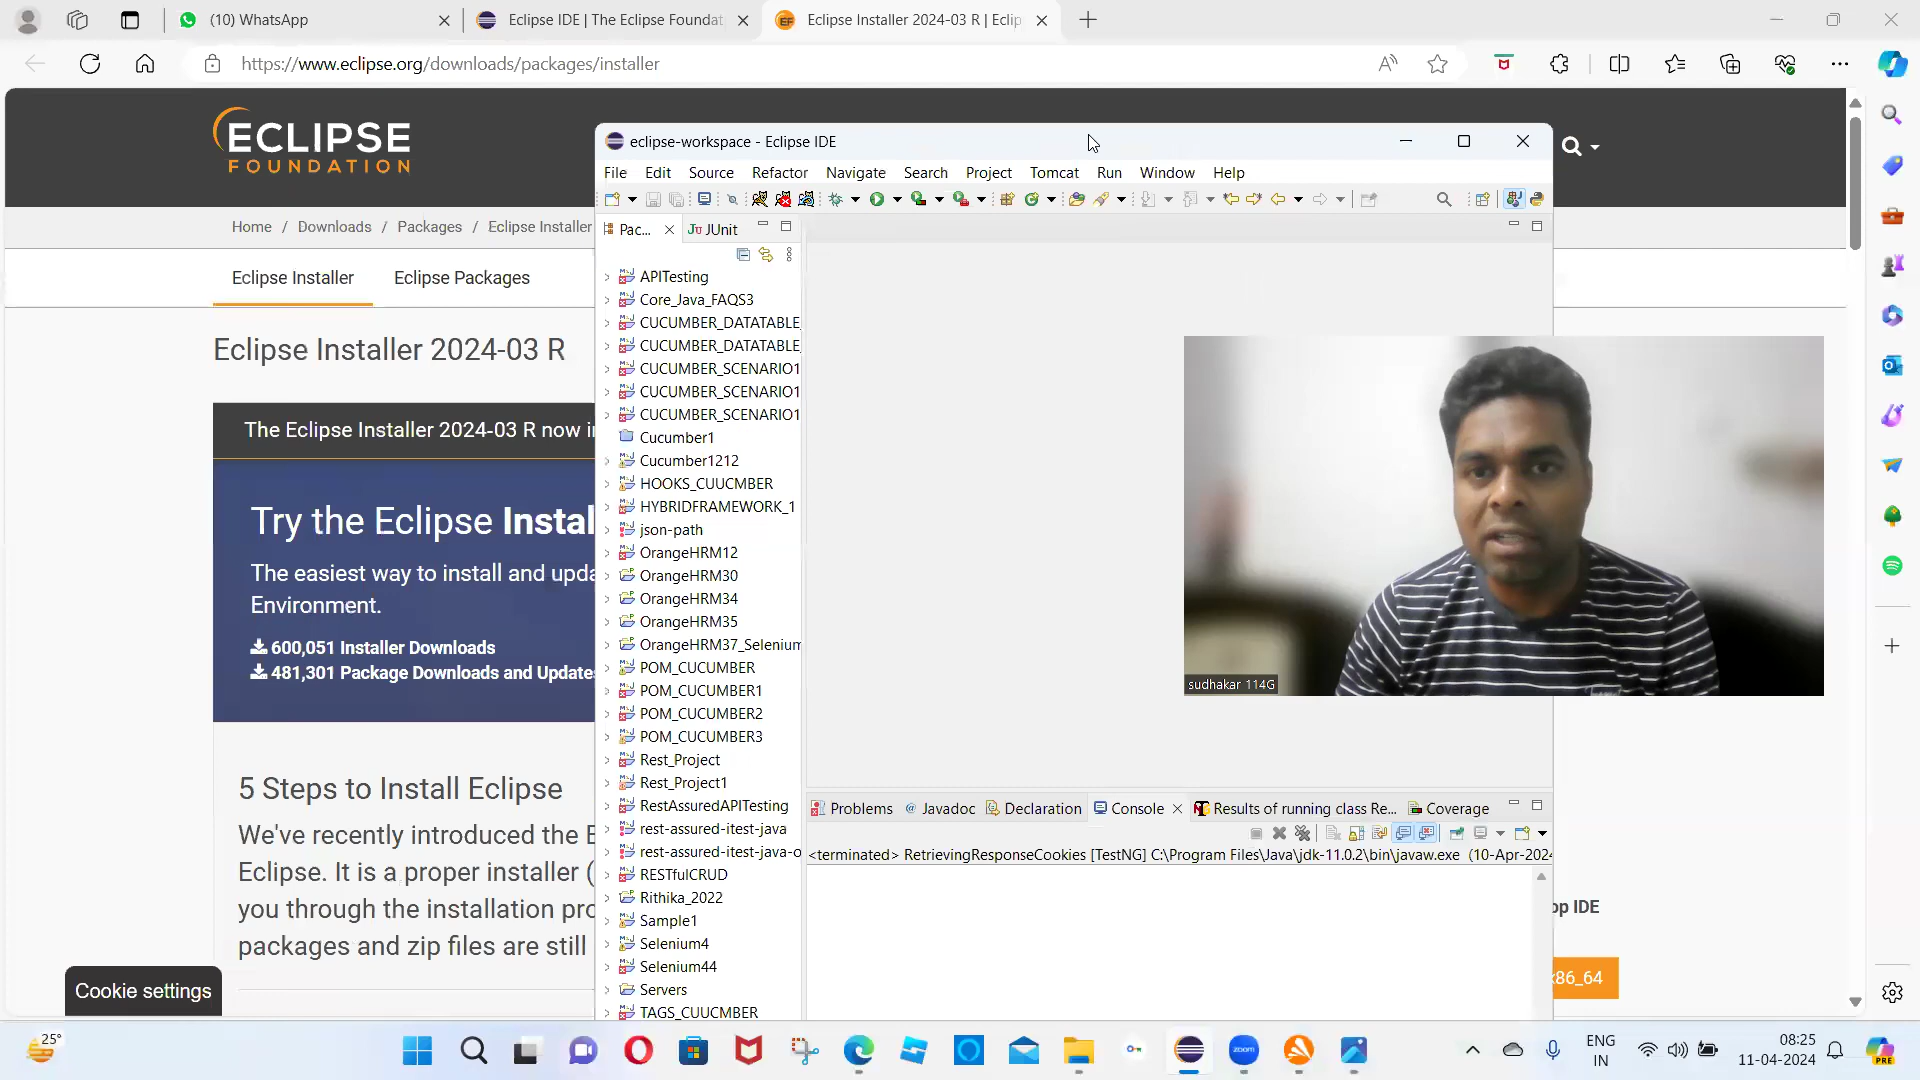 (10) WhatsApp
Eclipse IDE | The Eclipse Foundat
Eclipse Installer 2024-03 R | Eclip
https://www.eclipse.org/downloads/packages/installer
ECLIPSE
FOUNDATION
Home / Downloads / Packages / Eclipse Installer
Eclipse Installer
Eclipse Packages
Eclipse Installer 2024-03 R
The Eclipse Installer 2024-03 R now i
Try the Eclipse Instal
The easiest way to install and upda
Environment.
600,051 Installer Downloads
481,301 Package Downloads and Updates
5 Steps to Install Eclipse
We've recently introduced the E
Eclipse. It is a proper installer (
you through the installation pro
packages and zip files are still
Cookie settings
eclipse-workspace - Eclipse IDE
File Edit Source Refactor Navigate Search Project Tomcat Run Window Help
Pac...
JUnit
APITesting
Core_Java_FAQS3
CUCUMBER_DATATABLE
CUCUMBER_DATATABLE
CUCUMBER_SCENARIO1
CUCUMBER_SCENARIO1
CUCUMBER_SCENARIO1
Cucumber1
Cucumber1212
HOOKS_CUUCMBER
HYBRIDFRAMEWORK_1
json-path
OrangeHRM12
OrangeHRM30
OrangeHRM34
OrangeHRM35
OrangeHRM37_Selenium
POM_CUCUMBER
POM_CUCUMBER1
POM_CUCUMBER2
POM_CUCUMBER3
Rest_Project
Rest_Project1
RestAssuredAPITesting
rest-assured-itest-java
rest-assured-itest-java-o
RESTfulCRUD
Rithika_2022
Sample1
Selenium4
Selenium44
Servers
TAGS_CUUCMBER
Problems @ Javadoc Declaration Console Results of running class Re... Coverage
<terminated> RetrievingResponseCookies [TestNG] C:\Program Files\Java\jdk-11.0.2\bin\javaw.exe (10-Apr-2024
sudhakar 114G
op IDE
x86_64
25°
zoom
ENG
IN
08:25
11-04-2024
PRE